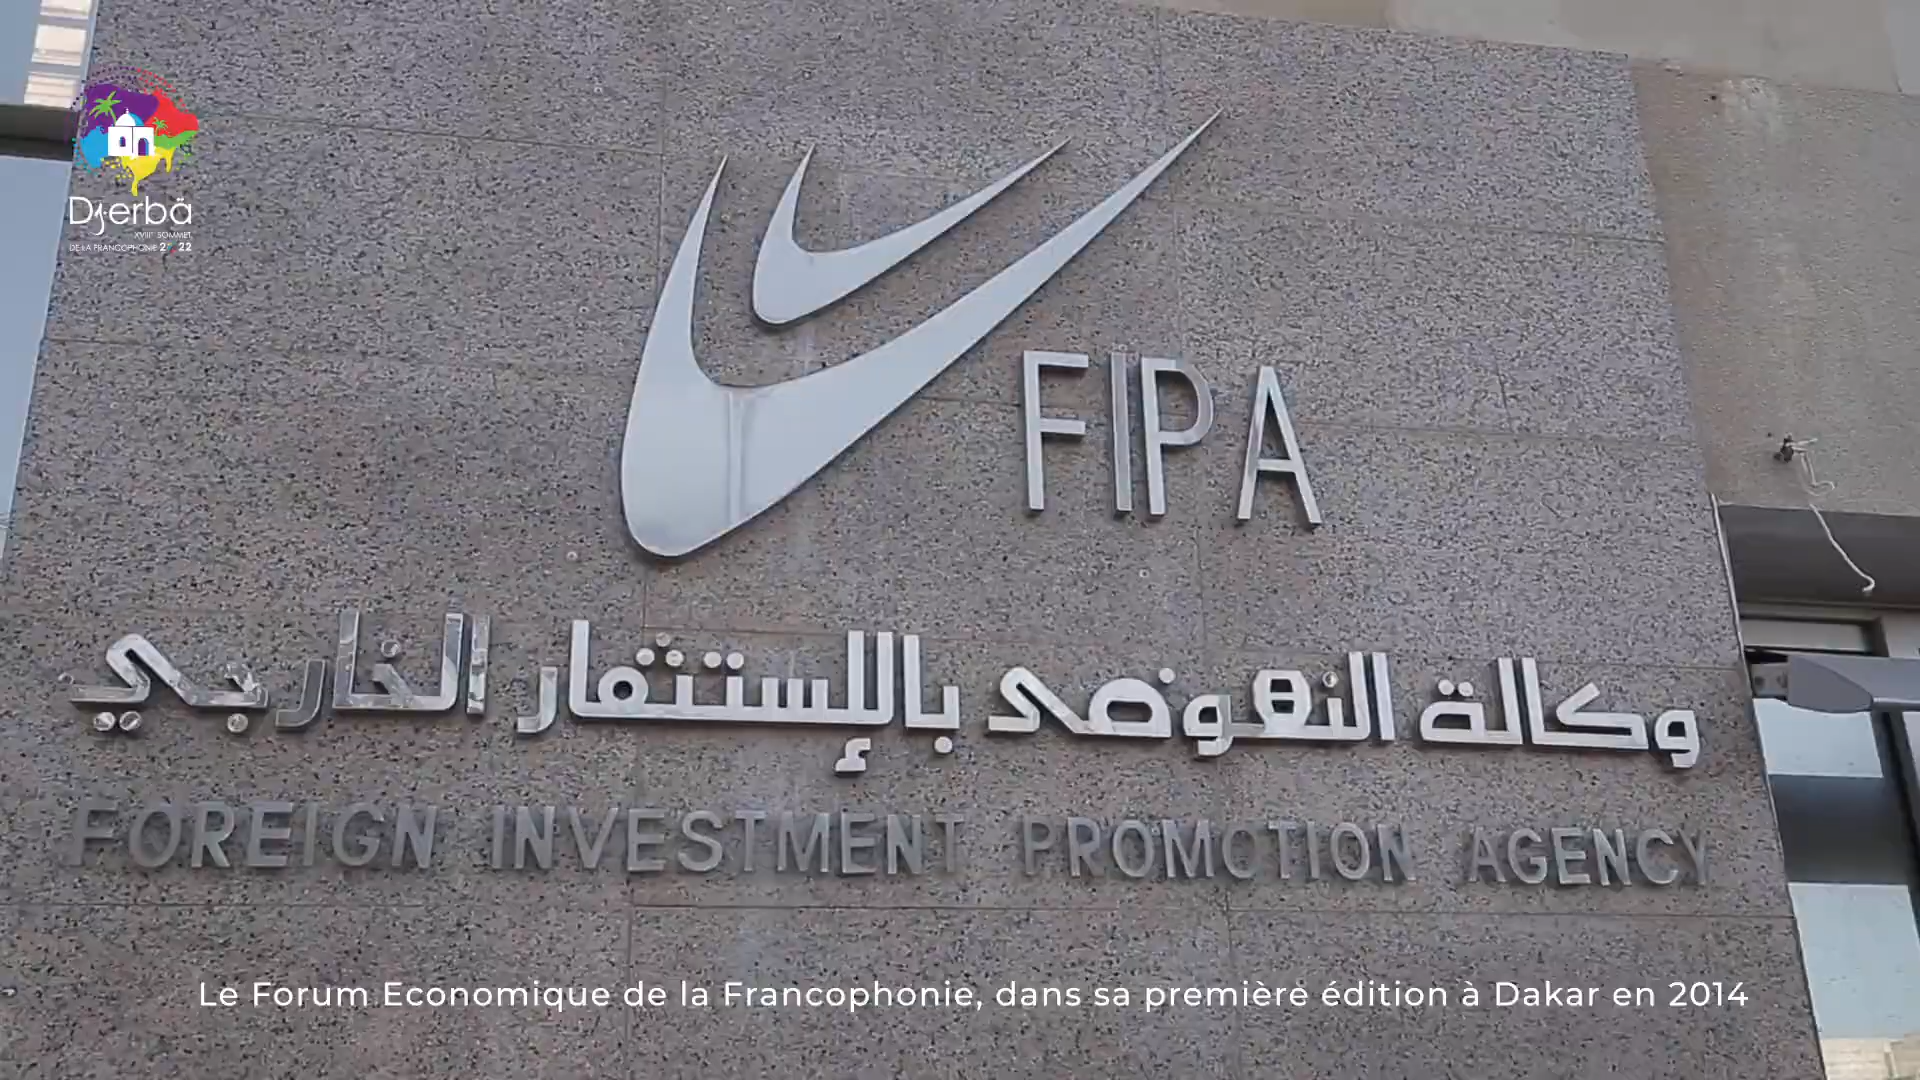 Djerbä
XVIIIᵉ SOMMET
DE LA FRANCOPHONIE 2022
FIPA
وكالة النهوض بالإستثمار الخارجي
FOREIGN INVESTMENT PROMOTION AGENCY
Le Forum Economique de la Francophonie, dans sa première édition à Dakar en 2014